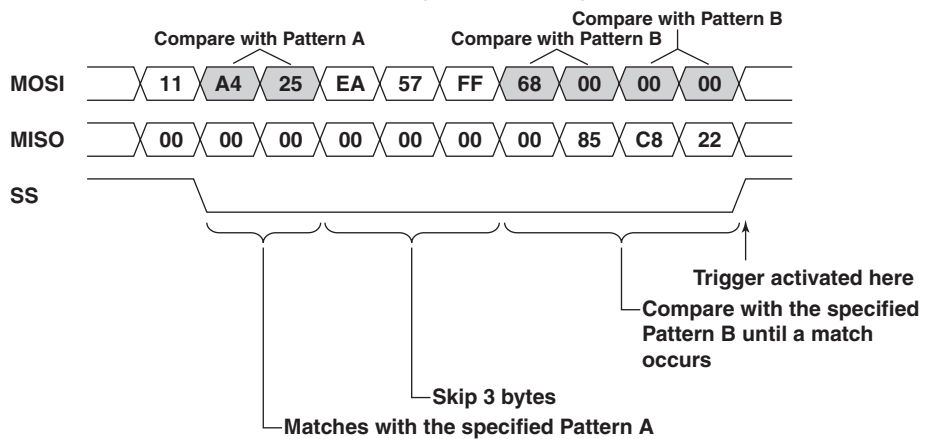 Compare with Pattern B
Compare with Pattern A
Compare with Pattern B
MOSI 11 A4 25 EA 57 FF 68 00 00 00
MISO 00 00 00 00 00 00 00 85 C8 22
SS
Trigger activated here
Compare with the specified
Pattern B until a match
occurs
Skip 3 bytes
Matches with the specified Pattern A